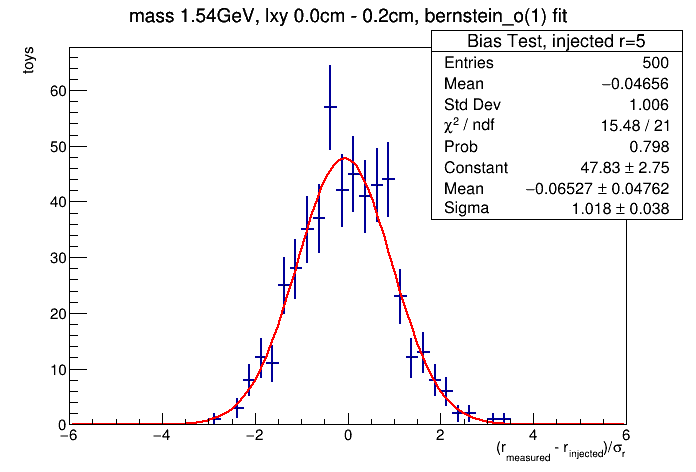 mass 1.54GeV, lxy 0.0cm - 0.2cm, bernstein_o(1) fit
Bias Test, injected r=5
Entries 500
Mean −0.04656
Std Dev 1.006
χ² / ndf 15.48 / 21
Prob 0.798
Constant 47.83 ± 2.75
Mean −0.06527 ± 0.04762
Sigma 1.018 ± 0.038
toys
60
50
40
30
20
10
0
−6 −4 −2 0 2 4 6
(r_measured - r_injected)/σ_r